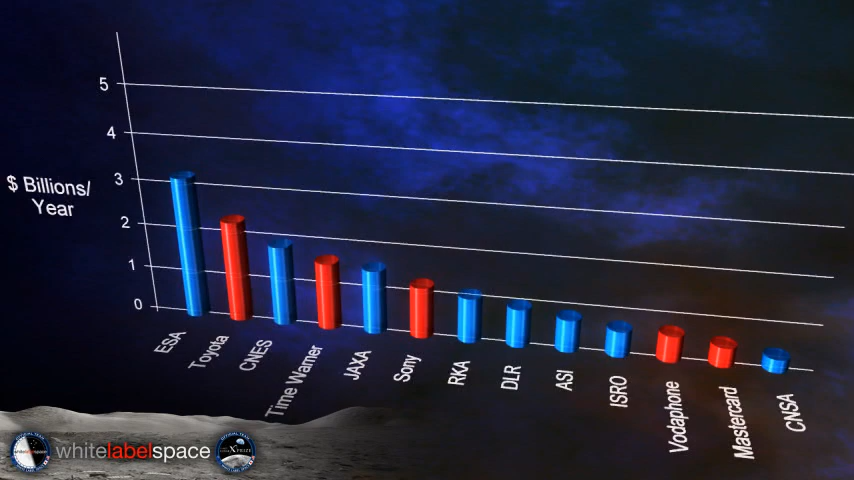 5
4
3
2
1
0
$ Billions/
Year
ESA
Toyota
CNES
Time Warner
JAXA
Sony
RKA
DLR
ASI
ISRO
Vodaphone
Mastercard
CNSA
whitelabelspace